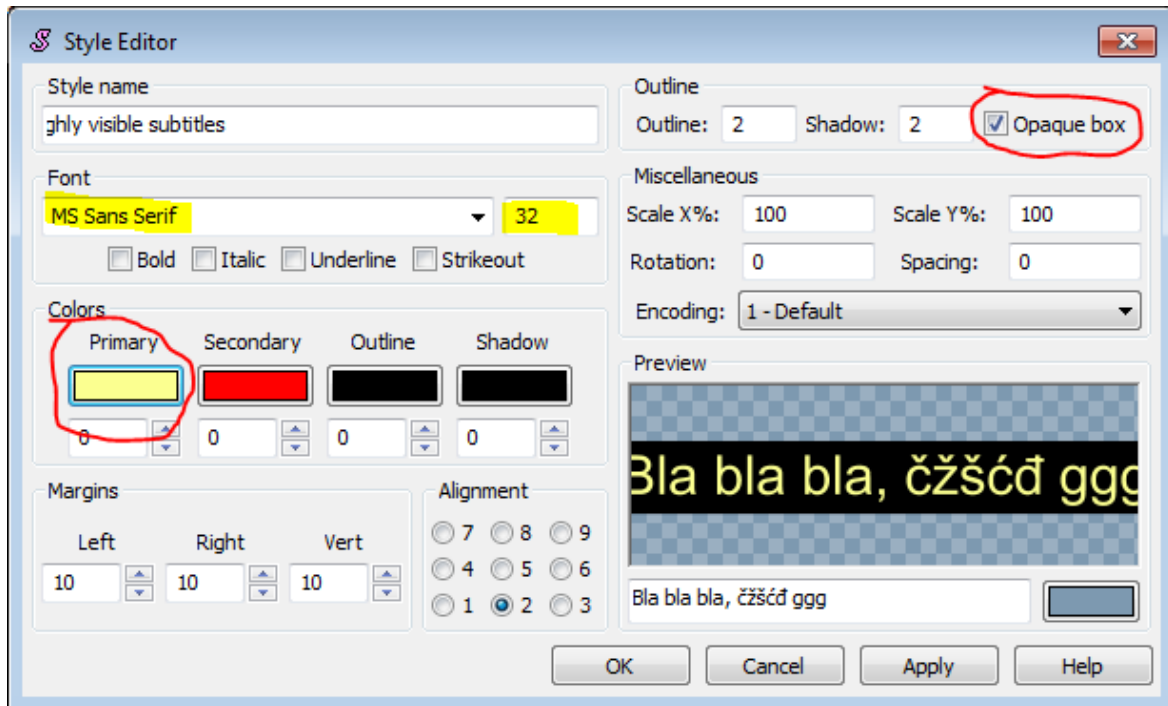 Style Editor
Style name
ghly visible subtitles
Font
MS Sans Serif
32
Bold Italic Underline Strikeout
Colors
Primary Secondary Outline Shadow
0 0 0 0
Margins
Left Right Vert
10 10 10
Alignment
7 8 9
4 5 6
1 2 3
Outline
Outline: 2 Shadow: 2 Opaque box
Miscellaneous
Scale X%: 100 Scale Y%: 100
Rotation: 0 Spacing: 0
Encoding: 1 - Default
Preview
Bla bla bla, čžšćđ ggg
Bla bla bla, čžšćđ ggg
OK Cancel Apply Help